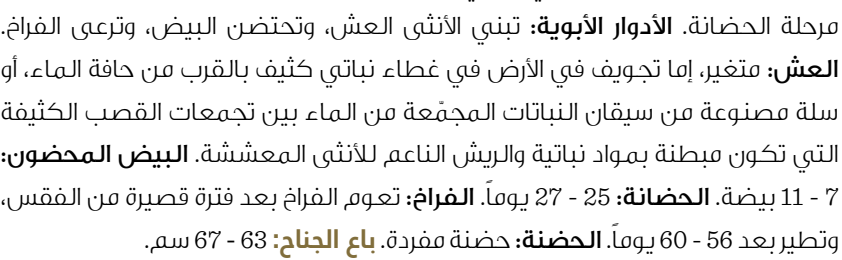 مرحلة الحضانة. الأدوار الأبوية: تبني الأنثى العش، وتحتضن البيض، وترعى الفراخ.
العش: متغير، إما تجويف في الأرض في غطاء نباتي كثيف بالقرب من حافة الماء، أو
سلة مصنوعة من سيقان النباتات المجمّعة من الماء بين تجمعات القصب الكثيفة
التي تكون مبطنة بمواد نباتية والريش الناعم للأنثى المعششة. البيض المحضون:
7 - 11 بيضة. الحضانة: 25 - 27 يوماً. الفراخ: تعوم الفراخ بعد فترة قصيرة من الفقس،
وتطير بعد 56 - 60 يوماً. الحضنة: حضنة مفردة. باع الجناح: 63 - 67 سم.